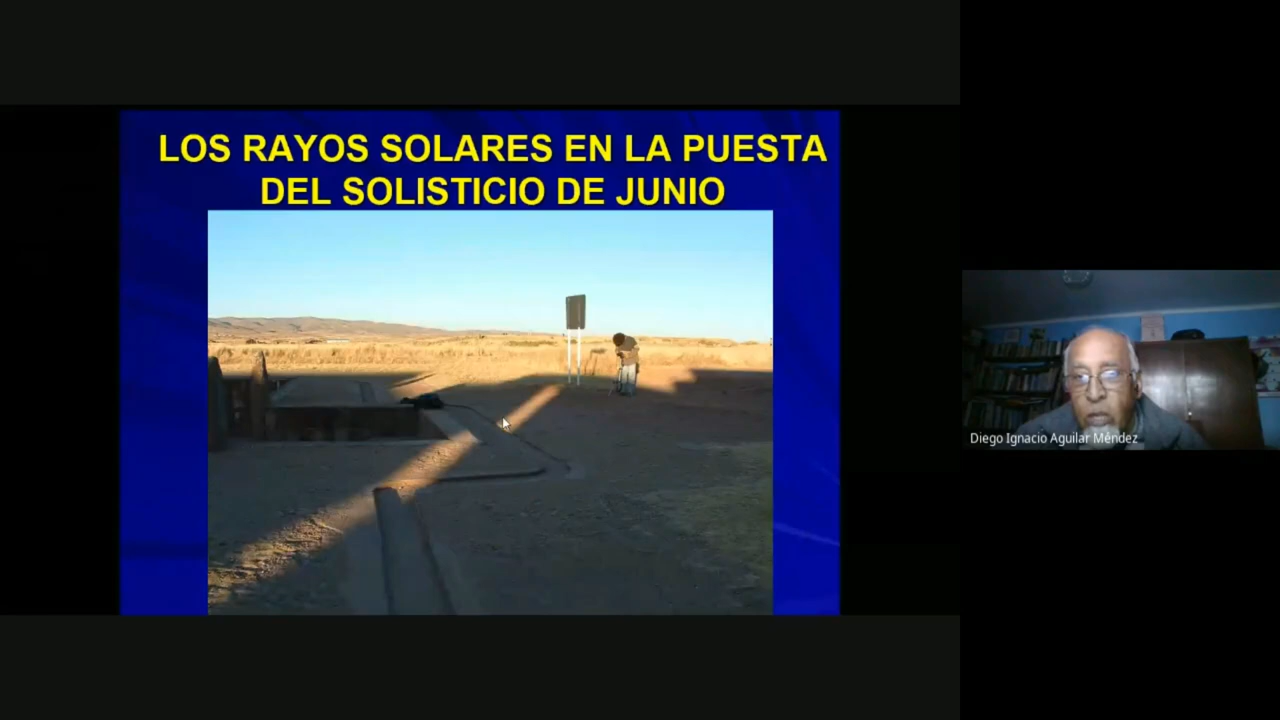 LOS RAYOS SOLARES EN LA PUESTA
DEL SOLISTICIO DE JUNIO
Diego Ignacio Aguilar Méndez